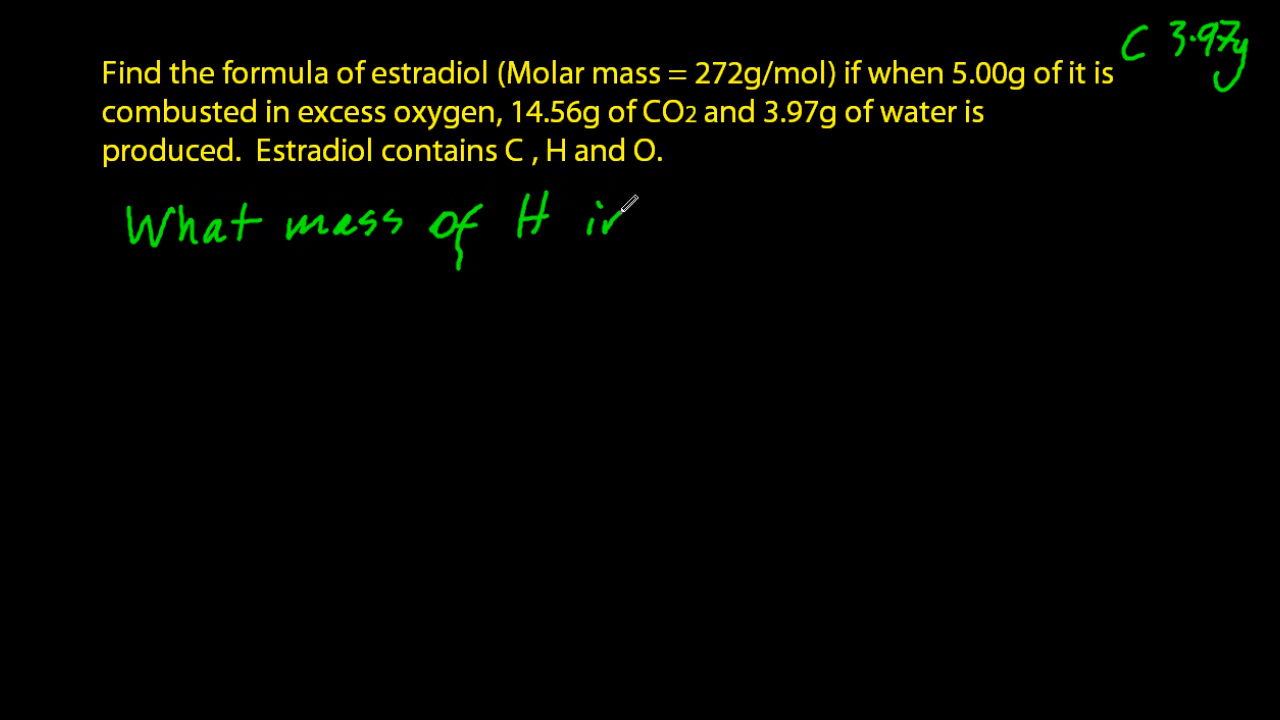 C 3.97g
Find the formula of estradiol (Molar mass = 272g/mol) if when 5.00g of it is
combusted in excess oxygen, 14.56g of CO2 and 3.97g of water is
produced.  Estradiol contains C , H and O.
What mass of H in